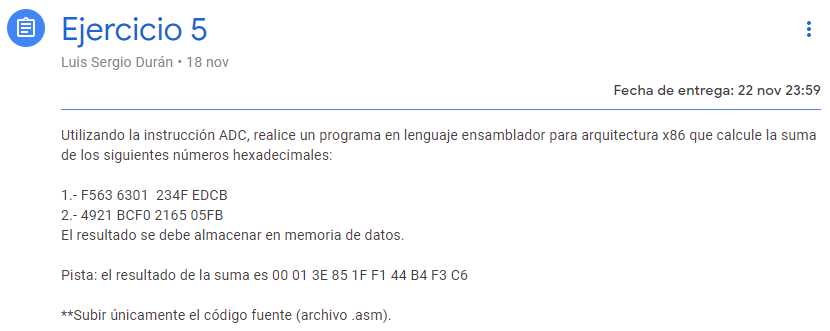 Ejercicio 5
Luis Sergio Durán • 18 nov
Fecha de entrega: 22 nov 23:59
Utilizando la instrucción ADC, realice un programa en lenguaje ensamblador para arquitectura x86 que calcule la suma
de los siguientes números hexadecimales:
1.- F563 6301  234F EDCB
2.- 4921 BCF0 2165 05FB
El resultado se debe almacenar en memoria de datos.
Pista: el resultado de la suma es 00 01 3E 85 1F F1 44 B4 F3 C6
**Subir únicamente el código fuente (archivo .asm).